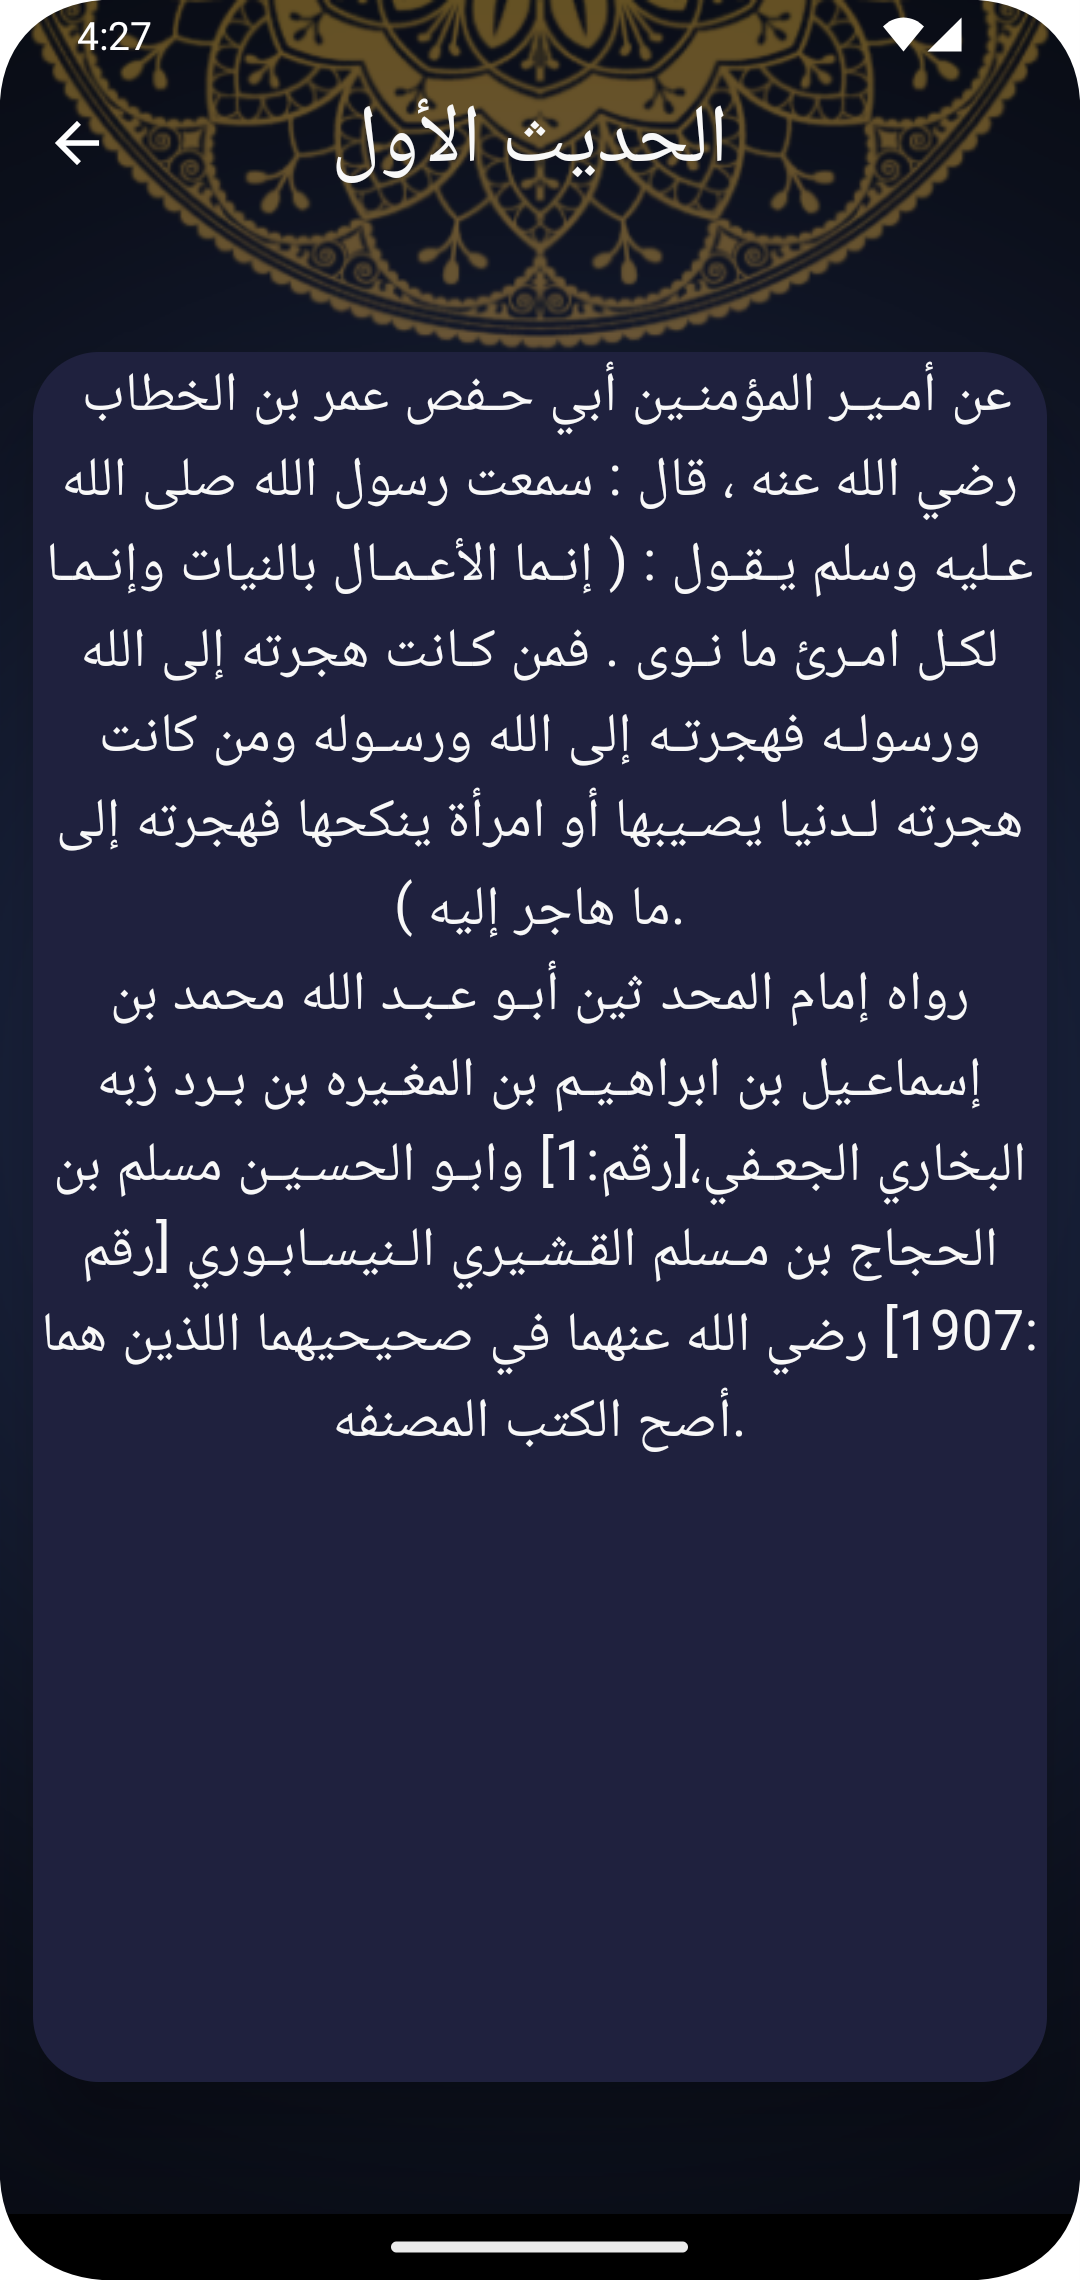 4:27
الحديث الأول
عن أمـيـر المؤمنـين أبي حـفص عمر بن الخطاب
رضي الله عنه ، قال : سمعت رسول الله صلى الله
عـليه وسلم يـقـول : ( إنـما الأعـمـال بالنيات وإنـمـا
لكـل امـرئ ما نـوى . فمن كـانت هجرته إلى الله
ورسولـه فهجرتـه إلى الله ورسـوله ومن كانت
هجرته لـدنيا يصـيبها أو امرأة ينكحها فهجرته إلى
ما هاجر إليه ).
رواه إمام المحد ثين أبـو عـبـد الله محمد بن
إسماعـيل بن ابراهـيـم بن المغـيره بن بـرد زبه
البخاري الجعـفي،[رقم:1] وابـو الحسـيـن مسلم بن
الحجاج بن مـسلم القـشـيري الـنيسـابـوري [رقم
:1907] رضي الله عنهما في صحيحيهما اللذين هما
أصح الكتب المصنفه.